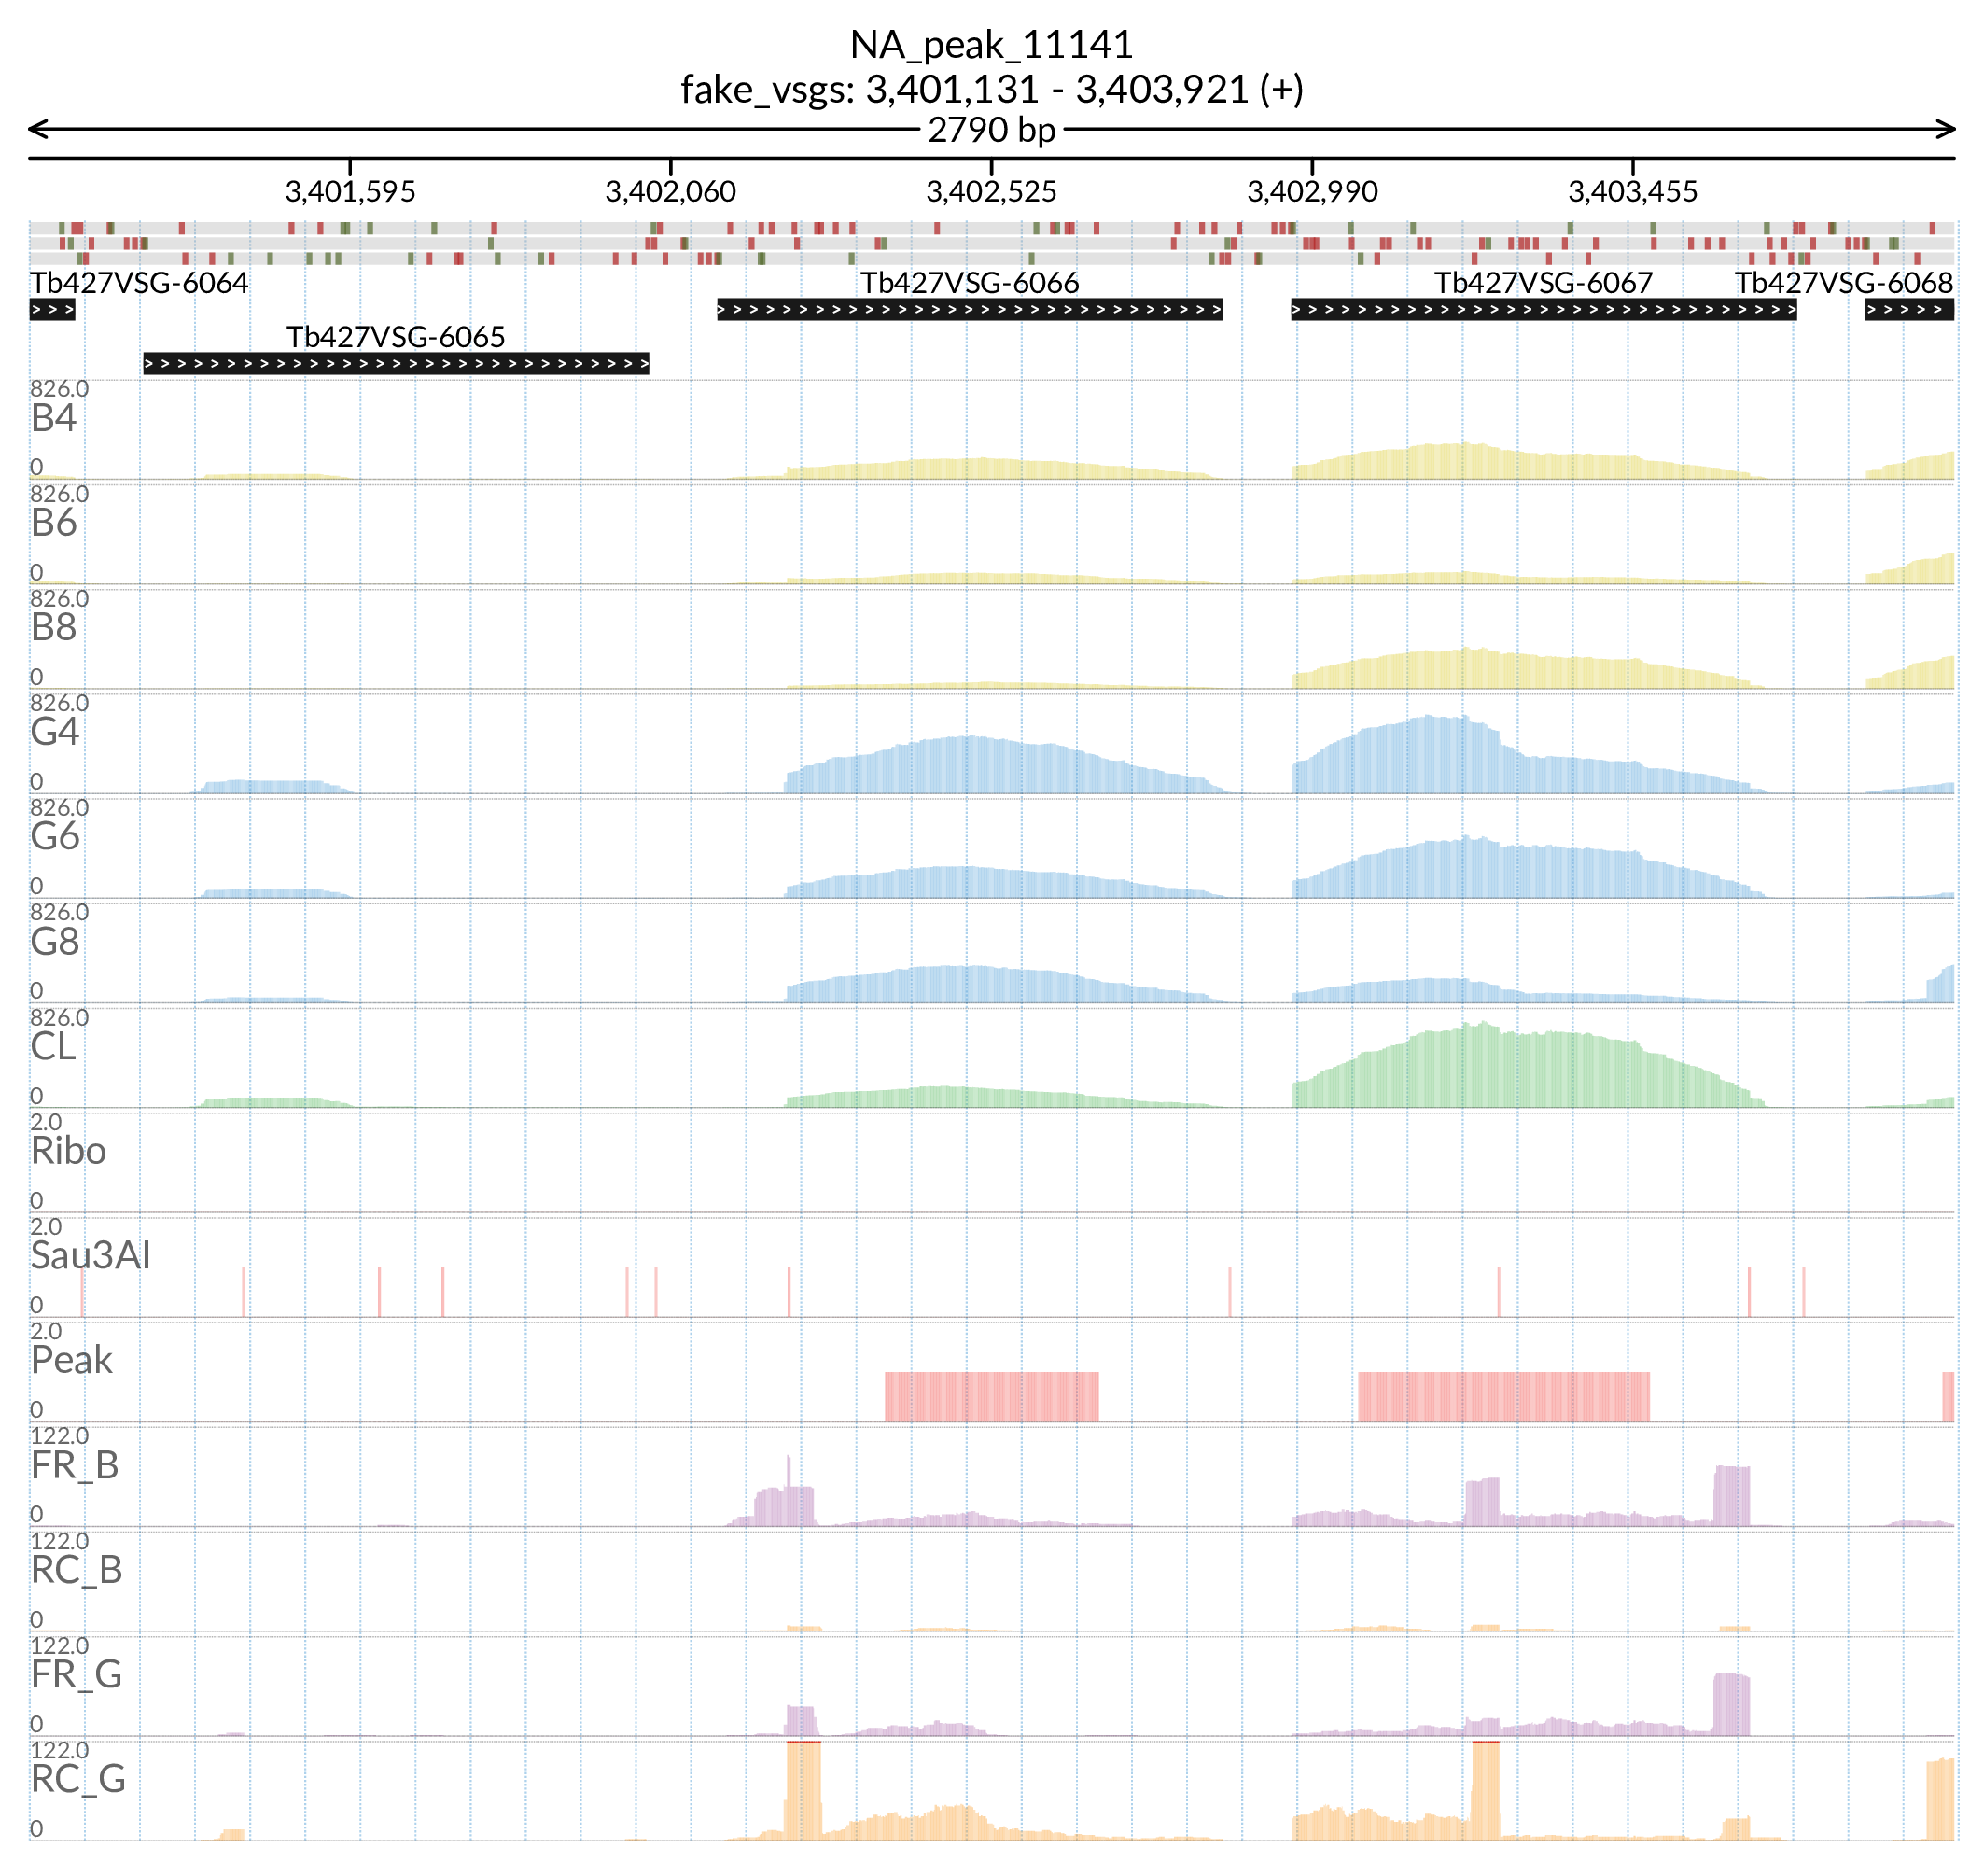 NA_peak_11141
fake_vsgs: 3,401,131 - 3,403,921 (+)
2790 bp
3,401,595 3,402,060 3,402,525 3,402,990 3,403,455
Tb427VSG-6064 Tb427VSG-6066 Tb427VSG-6067 Tb427VSG-6068
Tb427VSG-6065
826.0
B4
0
826.0
B6
0
826.0
B8
0
826.0
G4
0
826.0
G6
0
826.0
G8
0
826.0
CL
0
2.0
Ribo
0
2.0
Sau3AI
0
2.0
Peak
0
122.0
FR_B
0
122.0
RC_B
0
122.0
FR_G
0
122.0
RC_G
0